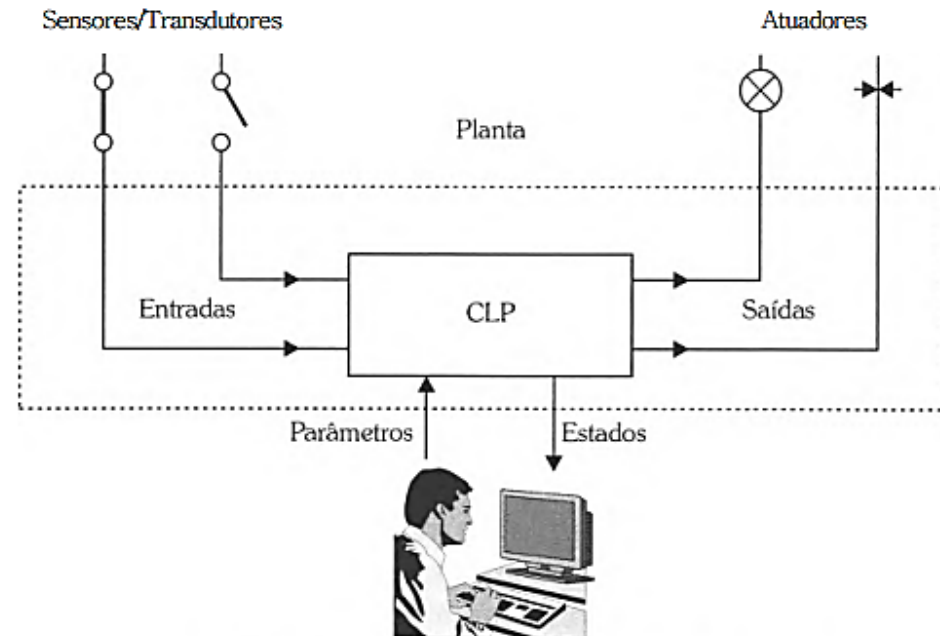 Sensores/Transdutores
Atuadores
Planta
Entradas
CLP
Saídas
Parâmetros
Estados